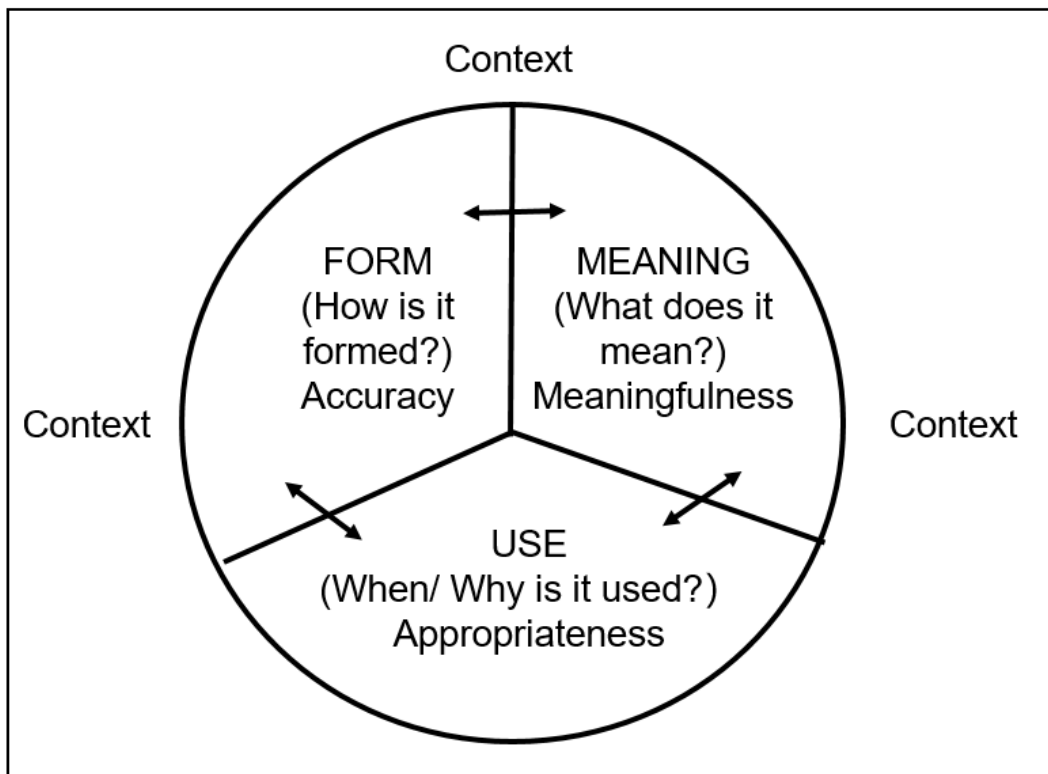 Context
FORM
(How is it
formed?)
Accuracy
MEANING
(What does it
mean?)
Meaningfulness
Context
Context
USE
(When/ Why is it used?)
Appropriateness